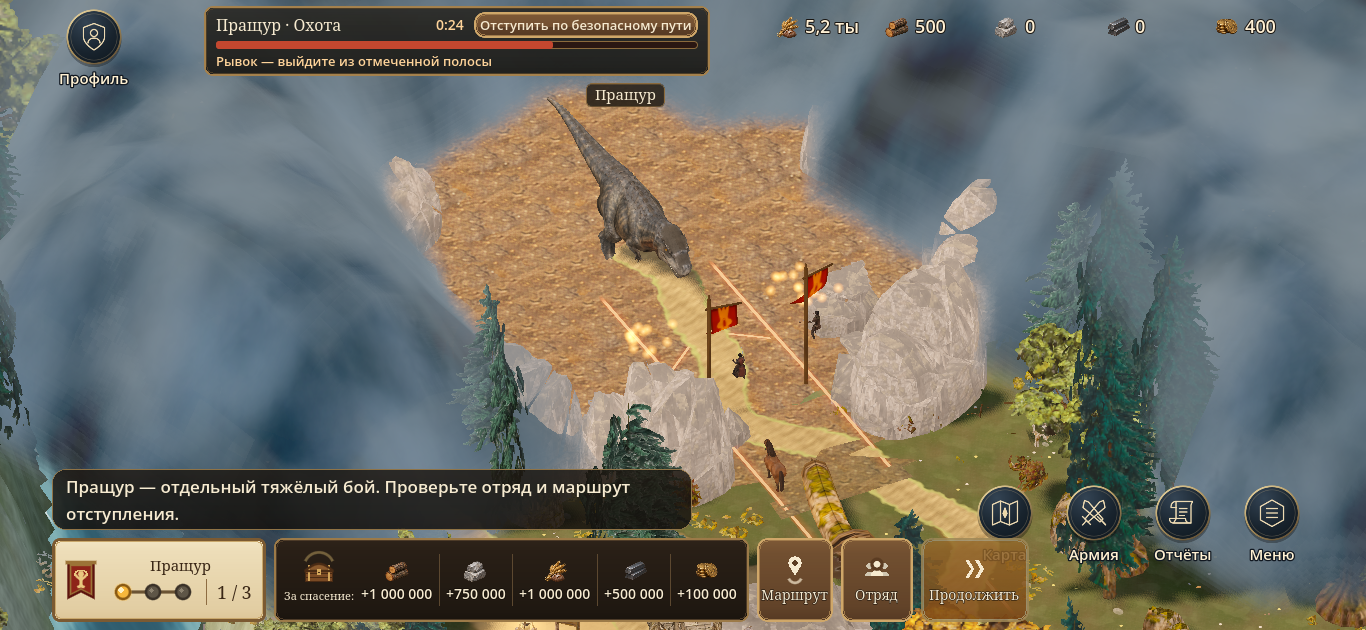 Профиль
Пращур · Охота
0:24
Отступить по безопасному пути
Рывок — выйдите из отмеченной полосы
5,2 ты
500
0
0
400
Пращур
Пращур — отдельный тяжёлый бой. Проверьте отряд и маршрут
отступления.
Карта
Армия
Отчёты
Меню
Пращур
1 / 3
За спасение:
+1 000 000
+750 000
+1 000 000
+500 000
+100 000
Маршрут
Отряд
Продолжить